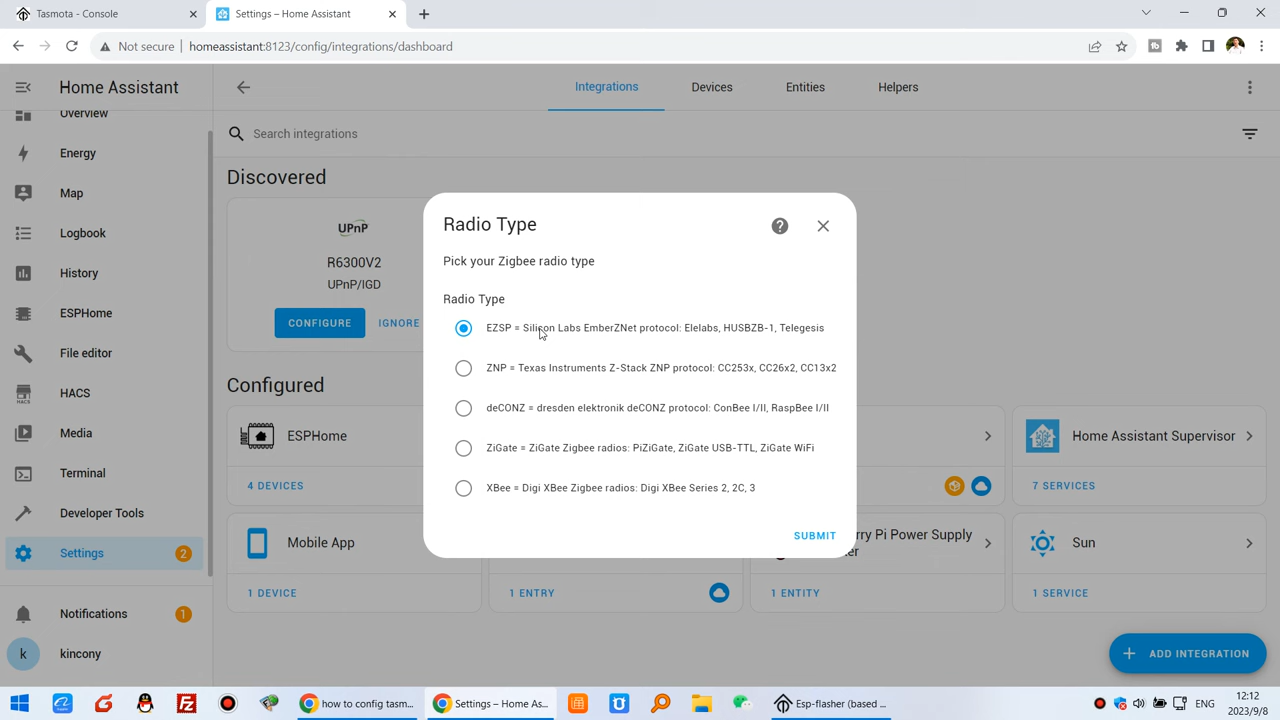 Tasmota - Console
Settings – Home Assistant
Not secure
homeassistant:8123/config/integrations/dashboard
Home Assistant
Integrations
Devices
Entities
Helpers
Overview
Energy
Map
Logbook
History
ESPHome
File editor
HACS
HACS
Media
Terminal
Developer Tools
Settings
2
Notifications
1
k
kincony
Search integrations
Discovered
UPnP
R6300V2
UPnP/IGD
CONFIGURE
IGNORE
Configured
ESPHome
4 DEVICES
Home Assistant Supervisor
7 SERVICES
Mobile App
1 DEVICE
1 ENTRY
rry Pi Power Supply
er
1 ENTITY
Sun
1 SERVICE
ADD INTEGRATION
Radio Type
Pick your Zigbee radio type
Radio Type
EZSP = Silicon Labs EmberZNet protocol: Elelabs, HUSBZB-1, Telegesis
ZNP = Texas Instruments Z-Stack ZNP protocol: CC253x, CC26x2, CC13x2
deCONZ = dresden elektronik deCONZ protocol: ConBee I/II, RaspBee I/II
ZiGate = ZiGate Zigbee radios: PiZiGate, ZiGate USB-TTL, ZiGate WiFi
XBee = Digi XBee Zigbee radios: Digi XBee Series 2, 2C, 3
SUBMIT
how to config tasm...
Settings – Home As...
Esp-flasher (based ...
ENG
12:12
2023/9/8